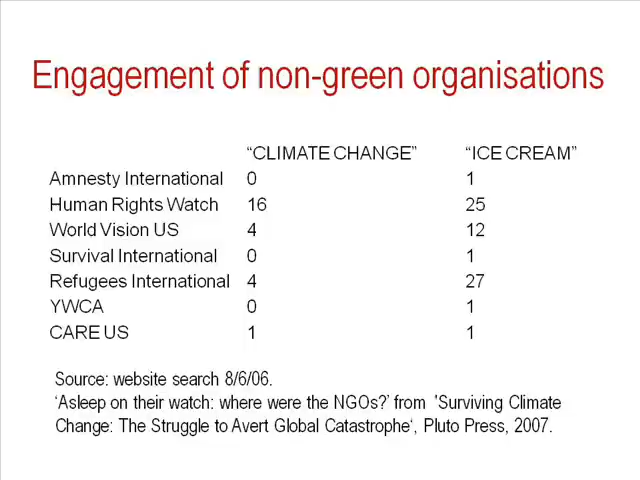 Engagement of non-green organisations
“CLIMATE CHANGE” “ICE CREAM”
Amnesty International 0 1
Human Rights Watch 16 25
World Vision US 4 12
Survival International 0 1
Refugees International 4 27
YWCA 0 1
CARE US 1 1
Source: website search 8/6/06.
‘Asleep on their watch: where were the NGOs?’ from 'Surviving Climate
Change: The Struggle to Avert Global Catastrophe‘, Pluto Press, 2007.